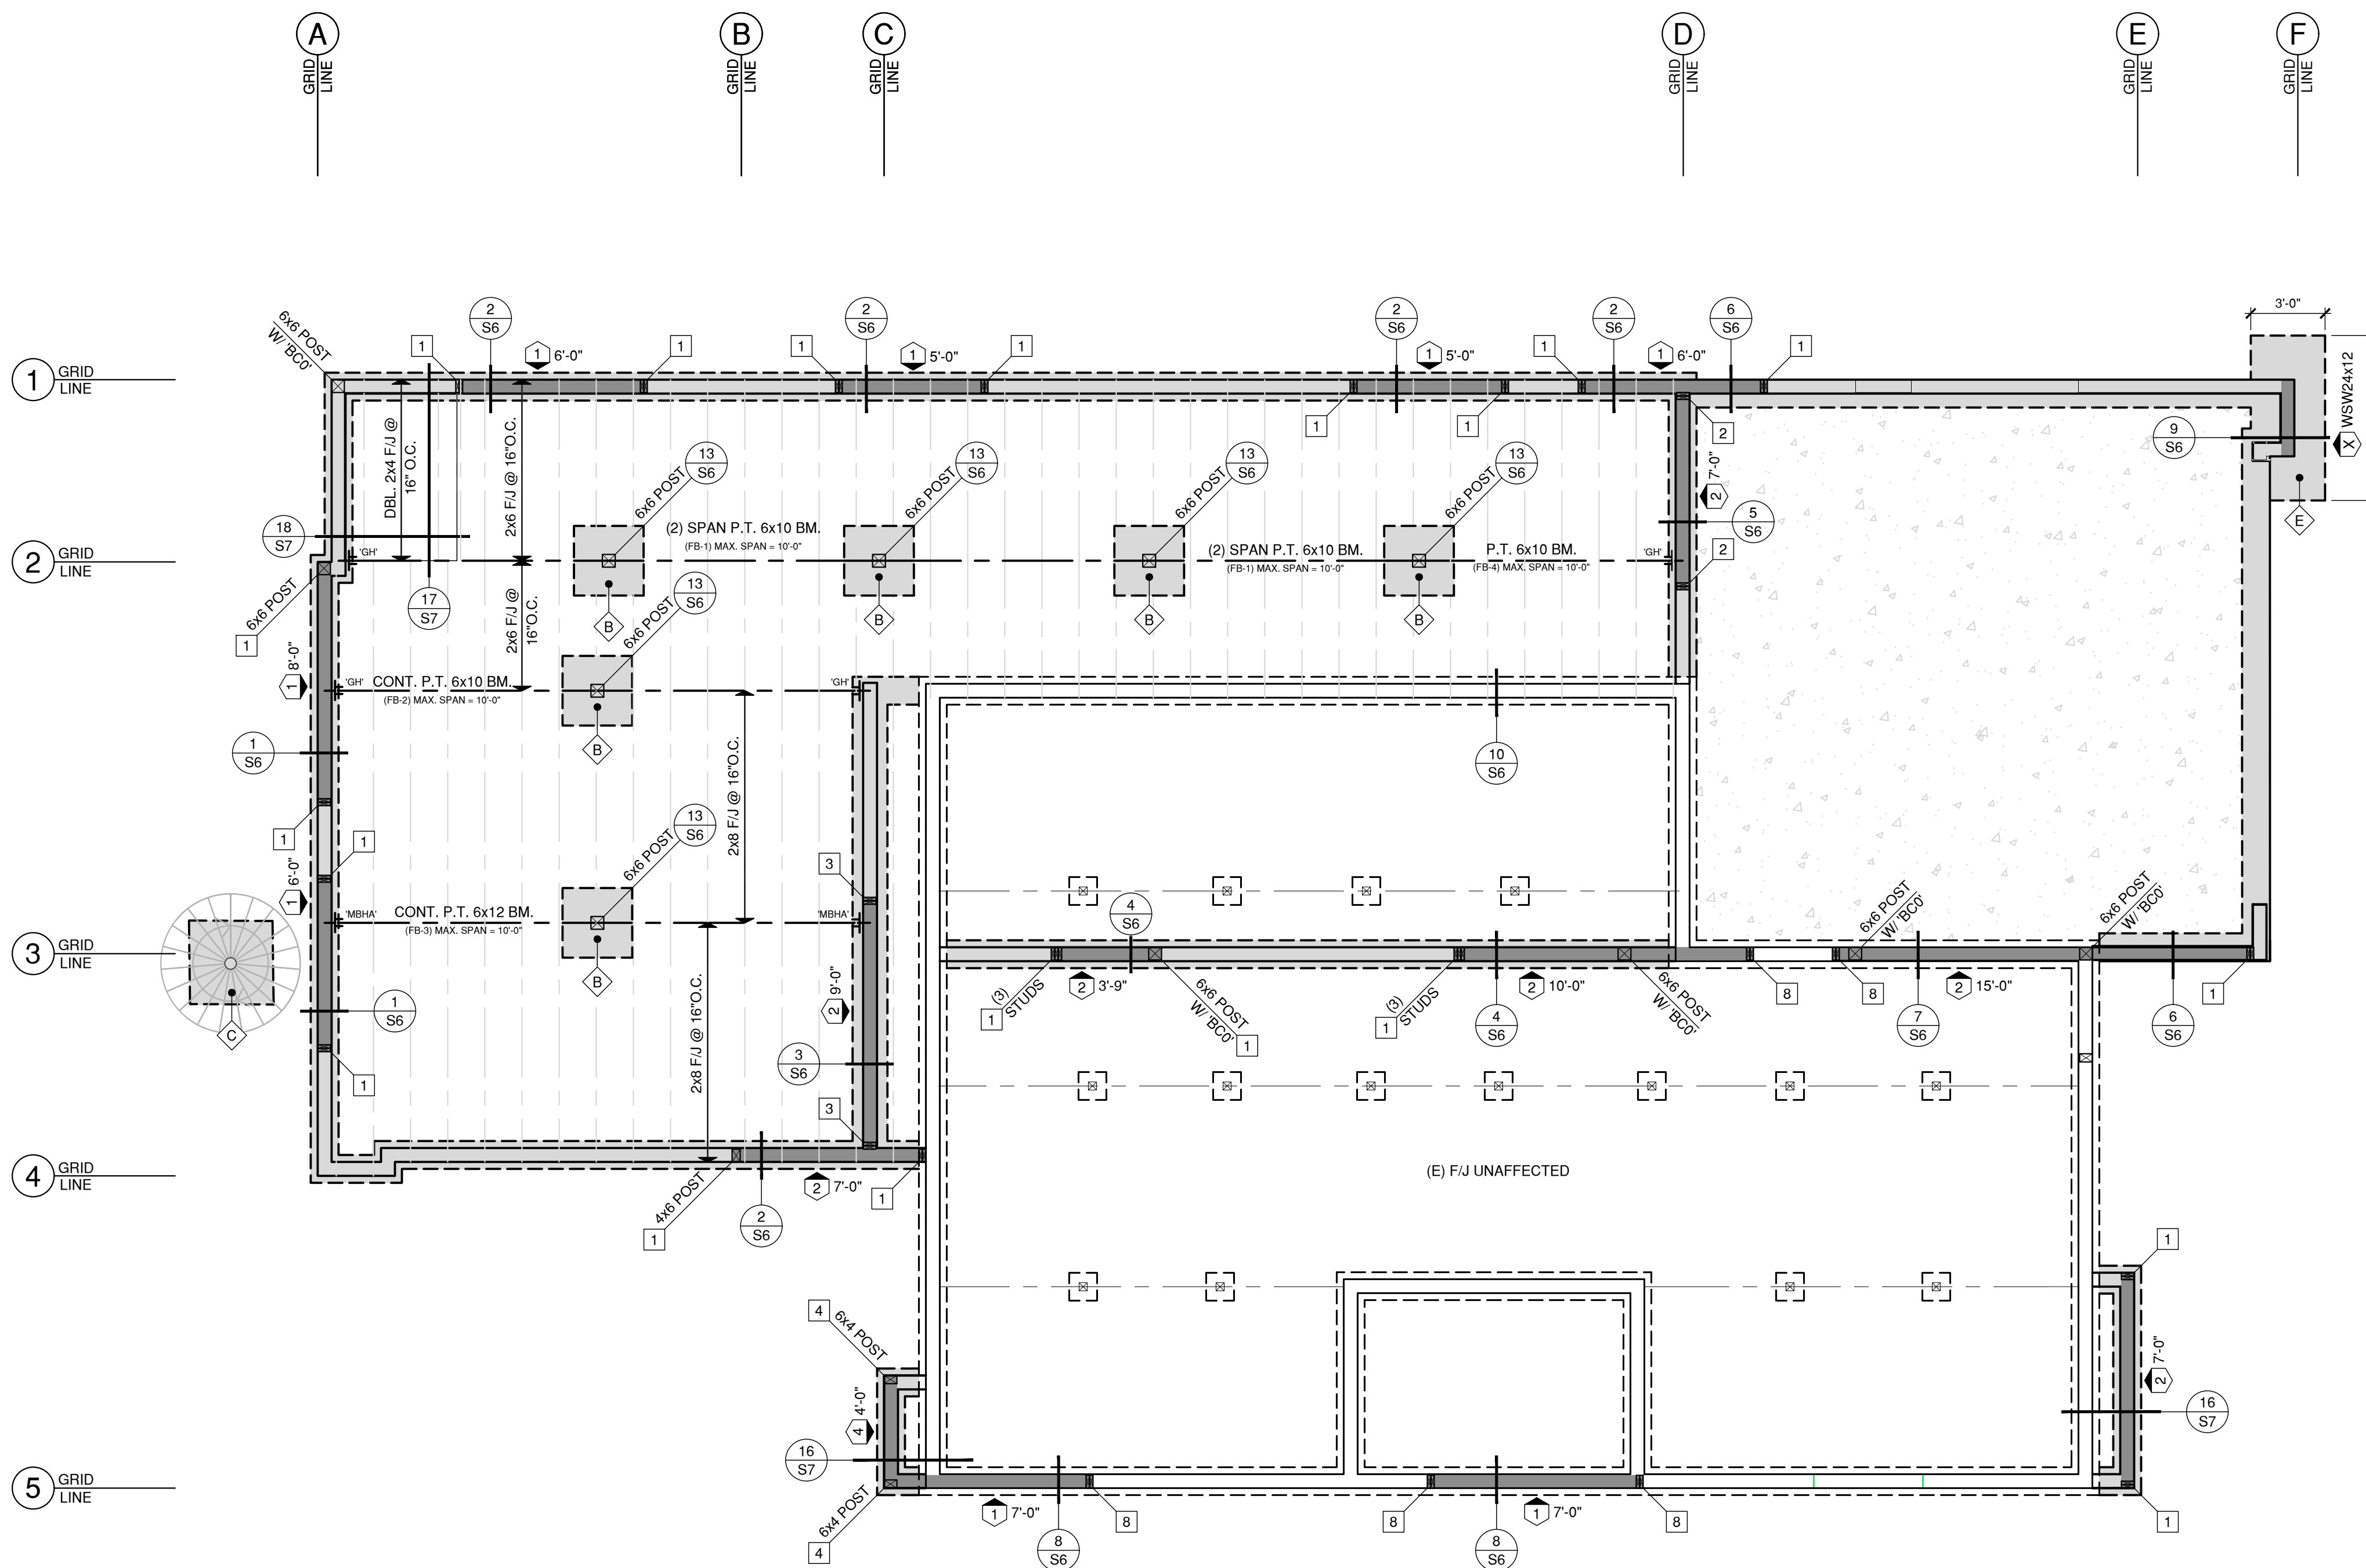 A
B
C
D
E
F
GRID
LINE
GRID
LINE
GRID
LINE
GRID
LINE
GRID
LINE
GRID
LINE
3'-0"
6x6 POST
W/ 'BC0'
1
2
S6
1
6'-0"
1
1
2
S6
1
5'-0"
1
2
S6
1
5'-0"
1
2
S6
1
6'-0"
6
S6
1
1
GRID
LINE
WSW24x12
X
9
S6
E
DBL. 2x4 F/J @
16" O.C.
2x6 F/J @ 16"O.C.
1
1
2
7'-0"
2
5
S6
2
6x6 POST
13
S6
6x6 POST
13
S6
6x6 POST
13
S6
6x6 POST
13
S6
18
S7
2
GRID
LINE
'GH'
(2) SPAN P.T. 6x10 BM.
(FB-1) MAX. SPAN = 10'-0"
(2) SPAN P.T. 6x10 BM.
(FB-1) MAX. SPAN = 10'-0"
P.T. 6x10 BM.
(FB-4) MAX. SPAN = 10'-0"
'GH'
6x6 POST
1
17
S7
2x6 F/J @
16"O.C.
B
B
B
B
6x6 POST
13
S6
8'-0"
1
'GH'
CONT. P.T. 6x10 BM.
(FB-2) MAX. SPAN = 10'-0"
'GH'
B
1
S6
10
S6
2x8 F/J @ 16"O.C.
1
1
6x6 POST
13
S6
3
6'-0"
1
'MBHA'
CONT. P.T. 6x12 BM.
(FB-3) MAX. SPAN = 10'-0"
'MBHA'
B
4
S6
6x6 POST
W/ 'BC0'
6x6 POST
W/ 'BC0'
3
GRID
LINE
C
1
S6
1
2x8 F/J @ 16"O.C.
9'-0"
2
3
S6
3
(3)
STUDS
1
2
3'-9"
6x6 POST
W/ 'BC0'
1
(3)
STUDS
1
4
S6
2
10'-0"
6x6 POST
W/ 'BC0'
8
8
7
S6
2
15'-0"
6
S6
1
4
GRID
LINE
4x6 POST
1
2
S6
2
7'-0"
1
(E) F/J UNAFFECTED
1
4
6x4 POST
4'-0"
4
16
S7
6x4 POST
4
7'-0"
2
16
S7
1
5
GRID
LINE
1
7'-0"
8
S6
8
8
8
S6
1
7'-0"
8